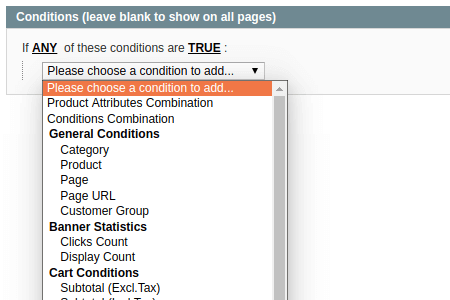 Conditions (leave blank to show on all pages)
If ANY of these conditions are TRUE :
Please choose a condition to add...
Please choose a condition to add...
Product Attributes Combination
Conditions Combination
General Conditions
Category
Product
Page
Page URL
Customer Group
Banner Statistics
Clicks Count
Display Count
Cart Conditions
Subtotal (Excl.Tax)